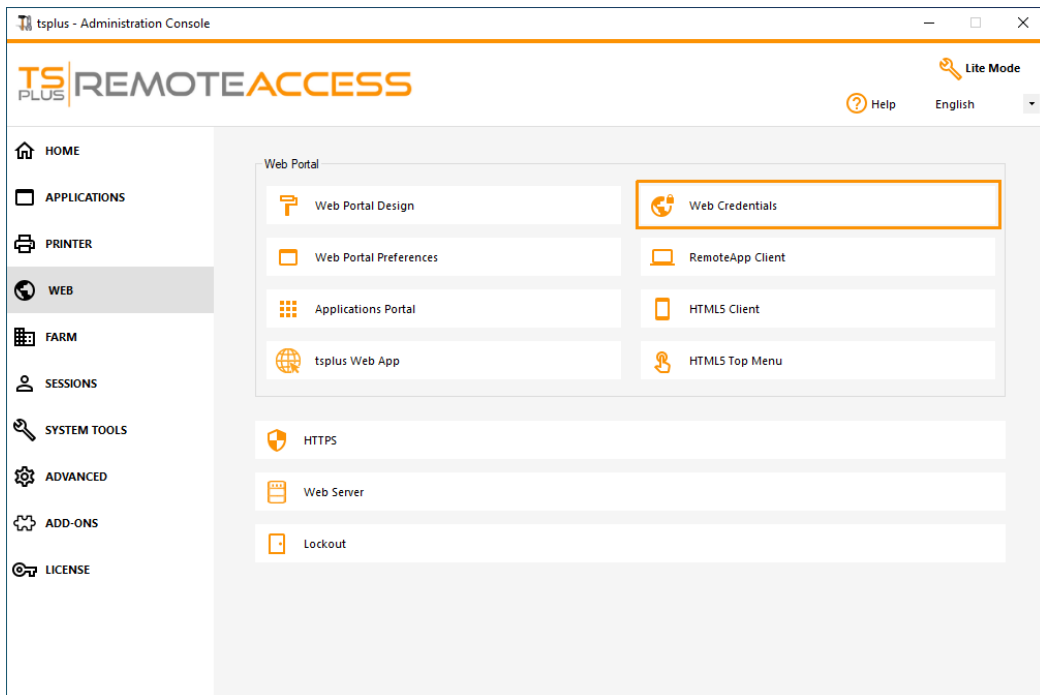 tsplus - Administration Console
TS PLUS REMOTEACCESS
Lite Mode
Help
English
HOME
APPLICATIONS
PRINTER
WEB
FARM
SESSIONS
SYSTEM TOOLS
ADVANCED
ADD-ONS
LICENSE
Web Portal
Web Portal Design
Web Credentials
Web Portal Preferences
RemoteApp Client
Applications Portal
HTML5 Client
tsplus Web App
HTML5 Top Menu
HTTPS
Web Server
Lockout